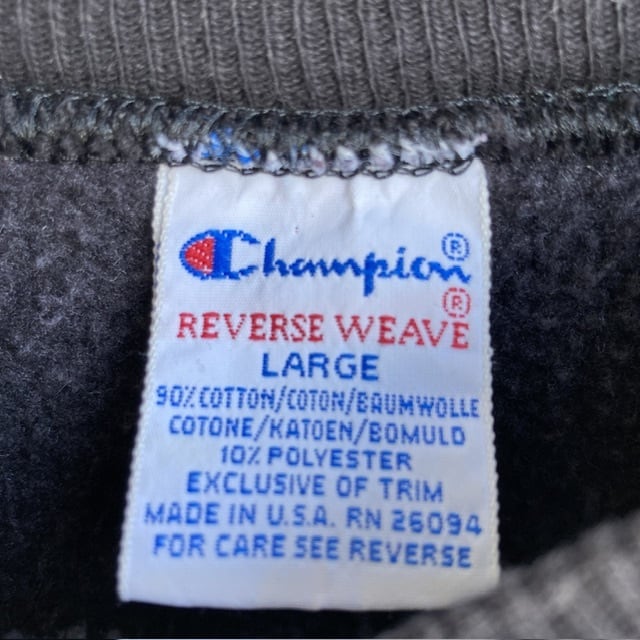 Champion®
®
REVERSE WEAVE
LARGE
90% COTTON/COTON/BAUMWOLLE
COTONE/KATOEN/BOMULD
10% POLYESTER
EXCLUSIVE OF TRIM
MADE IN U.S.A. RN 26094
FOR CARE SEE REVERSE